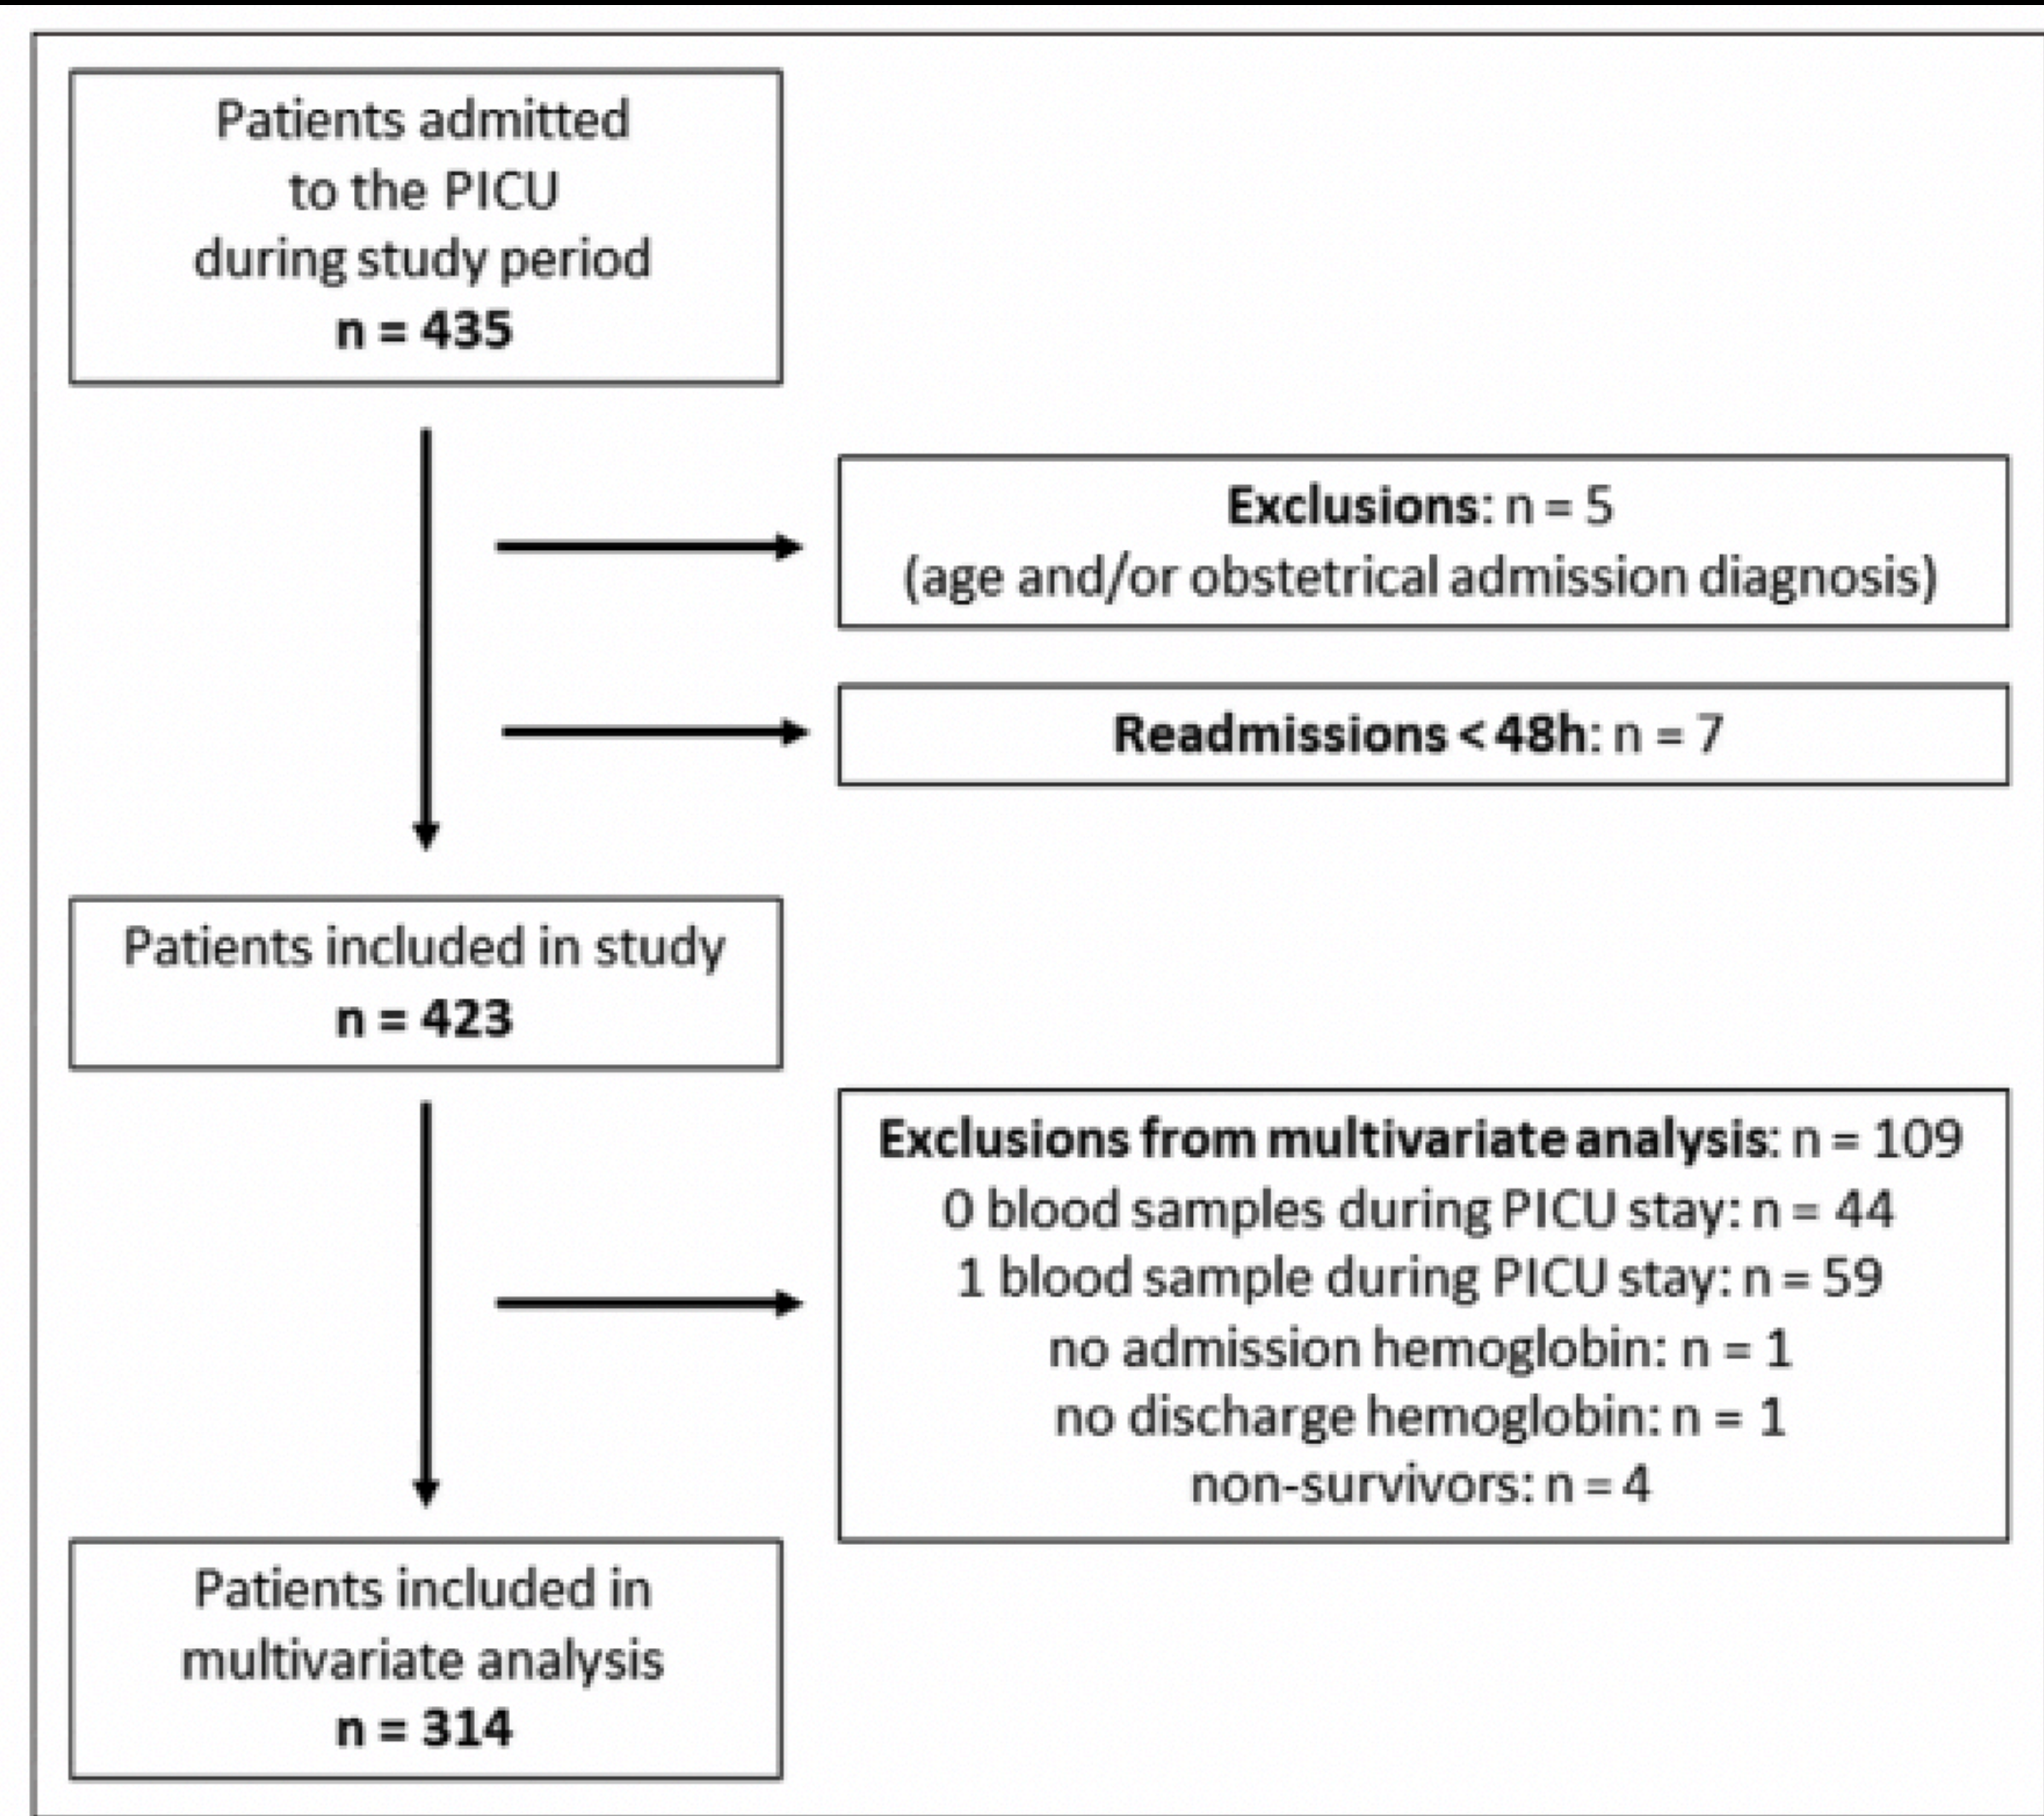 Patients admitted
to the PICU
during study period
n = 435
Exclusions: n = 5
(age and/or obstetrical admission diagnosis)
Readmissions < 48h: n = 7
Patients included in study
n = 423
Exclusions from multivariate analysis: n = 109
0 blood samples during PICU stay: n = 44
1 blood sample during PICU stay: n = 59
no admission hemoglobin: n = 1
no discharge hemoglobin: n = 1
non-survivors: n = 4
Patients included in
multivariate analysis
n = 314